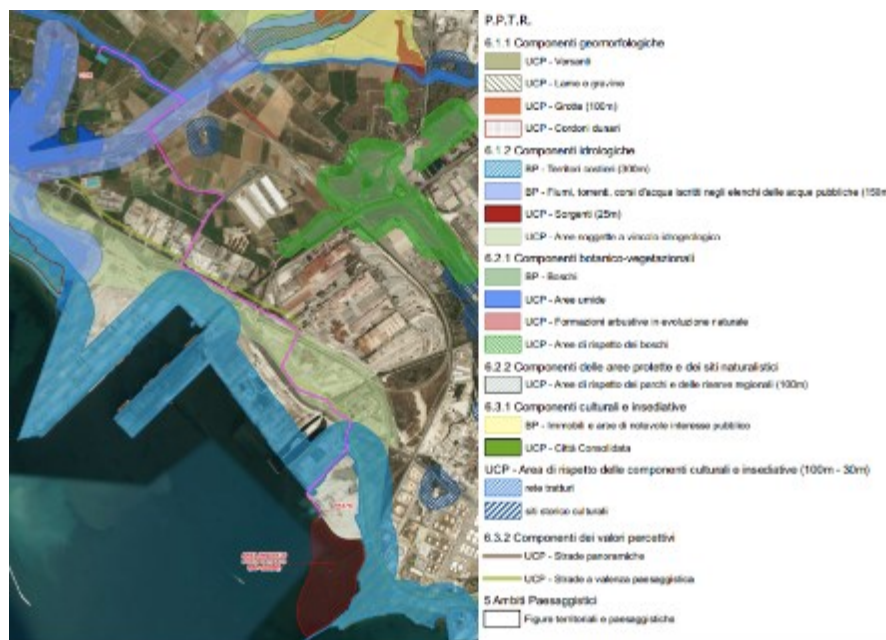 P.P.T.R.
6.1.1 Componenti geomorfologiche
UCP - Versanti
UCP - Lame e gravine
UCP - Grotte (100m)
UCP - Cordoni dunari
6.1.2 Componenti idrologiche
BP - Territori costieri (300m)
BP - Fiumi, torrenti, corsi d'acqua iscritti negli elenchi delle acque pubbliche (150m
UCP - Sorgenti (25m)
UCP - Aree soggette a vincolo idrogeologico
6.2.1 Componenti botanico-vegetazionali
BP - Boschi
UCP - Aree umide
UCP - Formazioni arbustive in evoluzione naturale
UCP - Aree di rispetto dei boschi
6.2.2 Componenti delle aree protette e dei siti naturalistici
UCP - Aree di rispetto dei parchi e delle riserve regionali (100m)
6.3.1 Componenti culturali e insediative
BP - Immobili e aree di notevole interesse pubblico
UCP - Città Consolidata
UCP - Area di rispetto delle componenti culturali e insediative (100m - 30m)
rete tratturi
siti storico culturali
6.3.2 Componenti dei valori percettivi
UCP - Strade panoramiche
UCP - Strade a valenza paesaggistica
5 Ambiti Paesaggistici
Figure territoriali e paesaggistiche